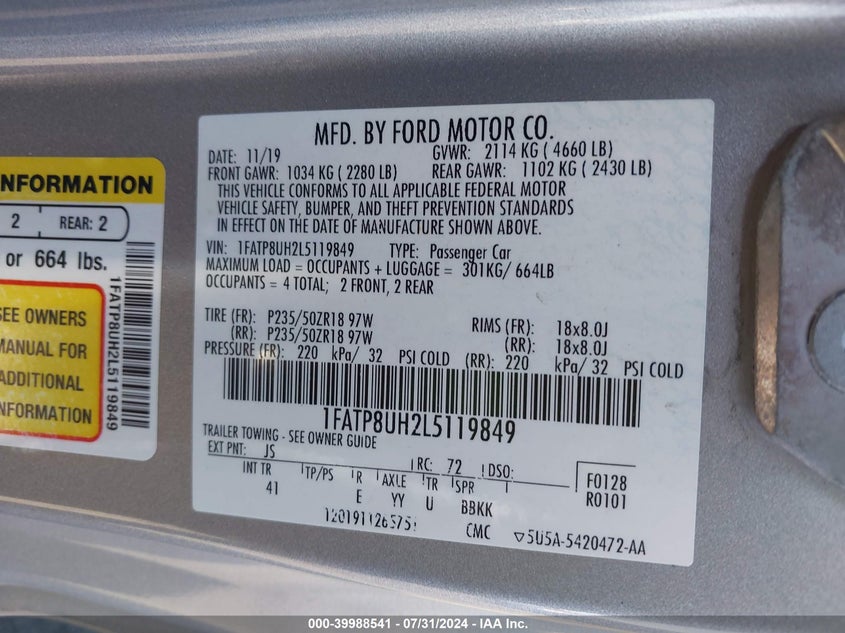 NFORMATION
2 REAR: 2
or 664 lbs.
SEE OWNERS
MANUAL FOR
ADDITIONAL
INFORMATION
1FATP8UH2L5119849
MFD. BY FORD MOTOR CO.
DATE: 11/19 GVWR: 2114 KG ( 4660 LB)
FRONT GAWR: 1034 KG ( 2280 LB) REAR GAWR: 1102 KG ( 2430 LB)
THIS VEHICLE CONFORMS TO ALL APPLICABLE FEDERAL MOTOR
VEHICLE SAFETY, BUMPER, AND THEFT PREVENTION STANDARDS
IN EFFECT ON THE DATE OF MANUFACTURE SHOWN ABOVE.
VIN: 1FATP8UH2L5119849 TYPE: Passenger Car
MAXIMUM LOAD = OCCUPANTS + LUGGAGE = 301KG/ 664LB
OCCUPANTS = 4 TOTAL; 2 FRONT, 2 REAR
TIRE (FR): P235/50ZR18 97W RIMS (FR): 18x8.0J
(RR): P235/50ZR18 97W (RR): 18x8.0J
PRESSURE (FR): 220 kPa/ 32 PSI COLD (RR): 220 kPa/ 32 PSI COLD
1FATP8UH2L5119849
TRAILER TOWING - SEE OWNER GUIDE
EXT PNT: JS RC: 72 DSO:
INT TR TP/PS R AXLE TR SPR T
41 E YY U BBKK
F0128
R0101
CMC ▽5U5A-5420472-AA
000-39988541 / 07/31/2024 - IAA Inc.